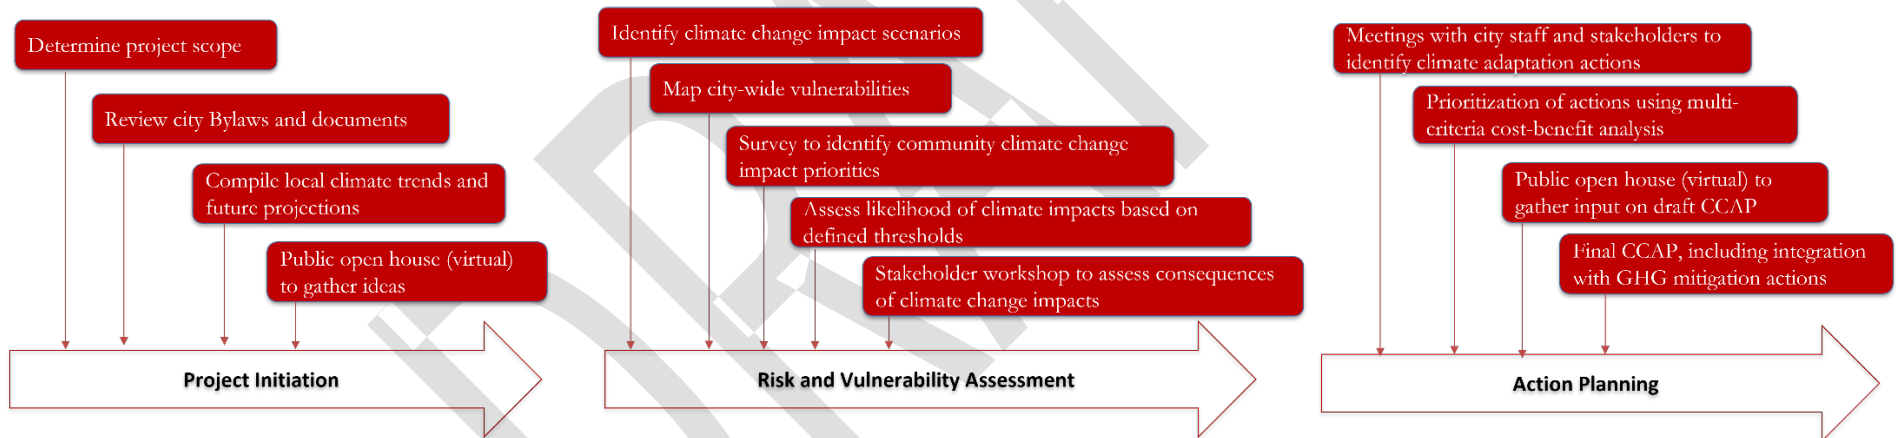 Determine project scope
Review city Bylaws and documents
Compile local climate trends and
future projections
Public open house (virtual)
to gather ideas
Project Initiation
Identify climate change impact scenarios
Map city-wide vulnerabilities
Survey to identify community climate change
impact priorities
Assess likelihood of climate impacts based on
defined thresholds
Stakeholder workshop to assess consequences
of climate change impacts
Risk and Vulnerability Assessment
Meetings with city staff and stakeholders to
identify climate adaptation actions
Prioritization of actions using multi-
criteria cost-benefit analysis
Public open house (virtual) to
gather input on draft CCAP
Final CCAP, including integration
with GHG mitigation actions
Action Planning